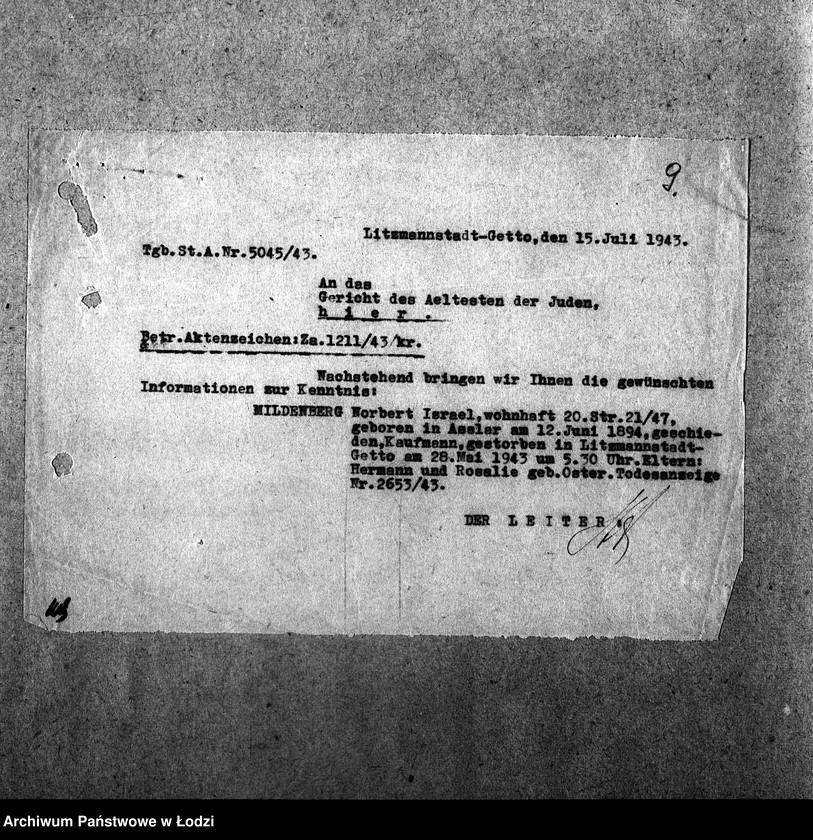 9.
Litzmannstadt-Getto,den 15.Juli 1943.
Tgb.St.A.Nr.5045/43.
An das
Gericht des Aeltesten der Juden,
h i e r .
Betr.Aktenzeichen:Za.1211/43/kr.
Nachstehend bringen wir Ihnen die gewünschten
Informationen zur Kenntnis:
MILDENBERG Norbert Israel,wohnhaft 20.Str.21/47,
geboren in Asslar am 12.Juni 1894,geschie-
den,Kaufmann,gestorben in Litzmannstadt-
Getto am 28.Mai 1943 um 5.30 Uhr.Eltern:
Hermann und Rosalie geb.Oster.Todesanzeige
Nr.2653/43.
DER L E I T E R :
Archiwum Państwowe w Łodzi